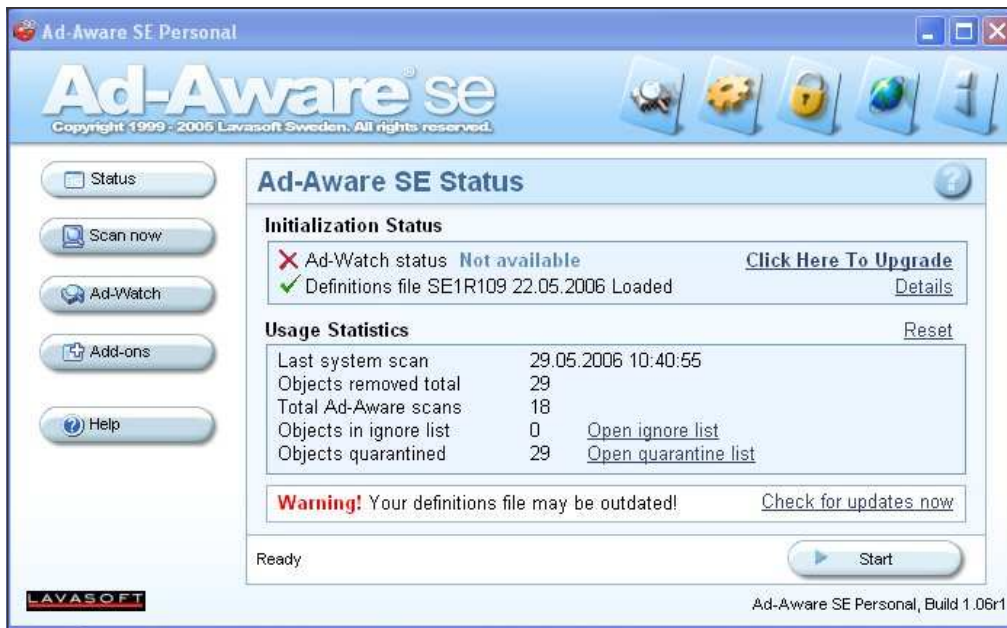 Ad-Aware SE Personal
Ad-Aware® SE
Copyright 1999 - 2005 Lavasoft Sweden. All rights reserved.
Status
Scan now
Ad-Watch
Add-ons
Help
Ad-Aware SE Status
?
Initialization Status
Ad-Watch status Not available Click Here To Upgrade
Definitions file SE1R109 22.05.2006 Loaded Details
Usage Statistics Reset
Last system scan 29.05.2006 10:40:55
Objects removed total 29
Total Ad-Aware scans 18
Objects in ignore list 0 Open ignore list
Objects quarantined 29 Open quarantine list
Warning! Your definitions file may be outdated! Check for updates now
Ready Start
LAVASOFT
Ad-Aware SE Personal, Build 1.06r1